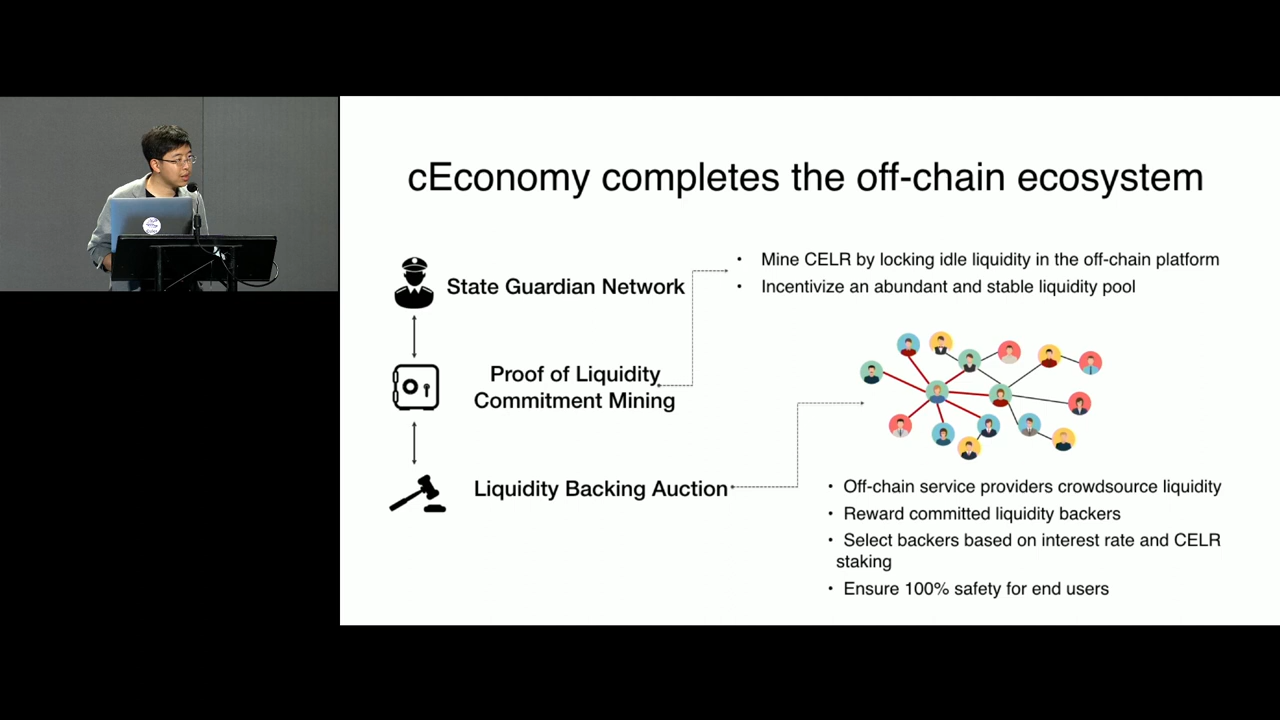 cEconomy completes the off-chain ecosystem
State Guardian Network
• Mine CELR by locking idle liquidity in the off-chain platform
• Incentivize an abundant and stable liquidity pool
Proof of Liquidity
Commitment Mining
Liquidity Backing Auction
• Off-chain service providers crowdsource liquidity
• Reward committed liquidity backers
• Select backers based on interest rate and CELR
staking
• Ensure 100% safety for end users